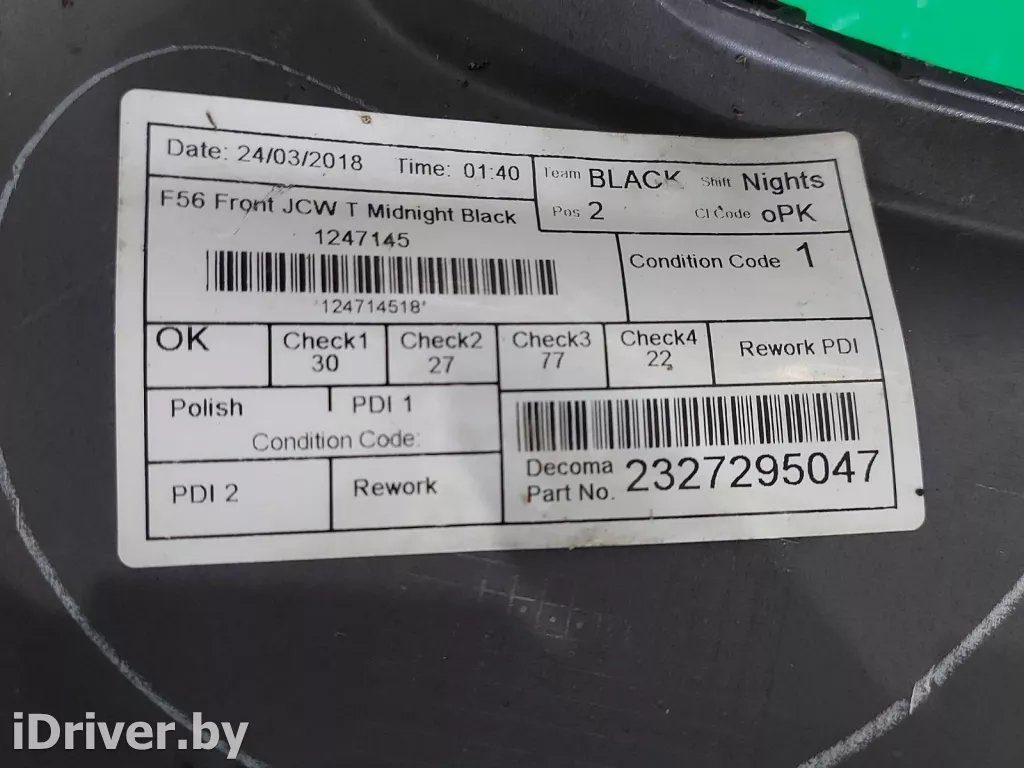 Date: 24/03/2018 Time: 01:40
Team BLACK Shift Nights
Pos 2 CI Code oPK
F56 Front JCW T Midnight Black
1247145
124714518'
Condition Code 1
OK
Check1
30
Check2
27
Check3
77
Check4
22
Rework PDI
Polish
PDI 1
Condition Code:
PDI 2
Rework
Decoma
Part No. 2327295047
iDriver.by